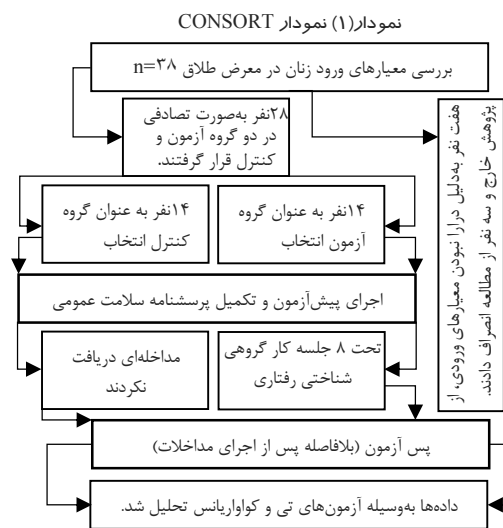 نمودار(۱) نمودار CONSORT
بررسی معیارهای ورود زنان در معرض طلاق n=۳۸
۲۸نفر به‌صورت تصادفی
در دو گروه آزمون و
کنترل قرار گرفتند.
هفت نفر به‌دلیل درارا نبودن معیارهای ورودی، از
پژوهش خارج و سه نفر از مطالعه انصراف دادند.
۱۴نفر به عنوان گروه
آزمون انتخاب
۱۴نفر به عنوان گروه
کنترل انتخاب
اجرای پیش‌آزمون و تکمیل پرسشنامه سلامت عمومی
تحت ۸ جلسه کار گروهی
شناختی رفتاری
مداخله‌ای دریافت
نکردند
پس آزمون (بلافاصله پس از اجرای مداخلات)
داده‌ها به‌وسیله آزمون‌های تی و کواواریانس تحلیل شد.